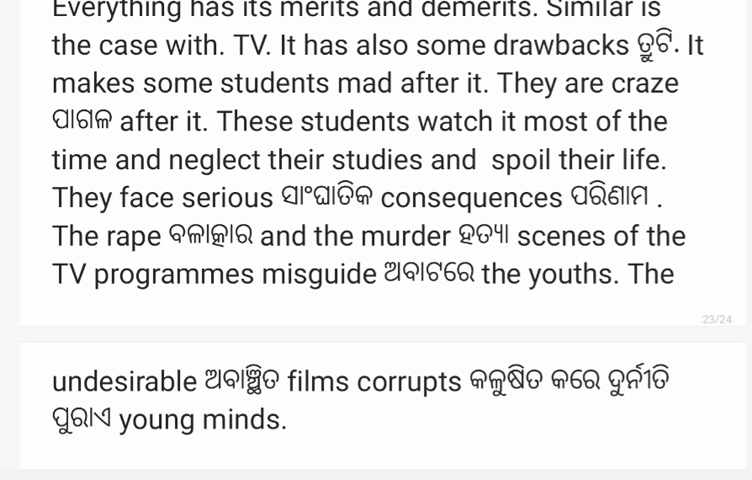 Everything has its merits and demerits. Similar is
the case with. TV. It has also some drawbacks ତ୍ରୁଟି. It
makes some students mad after it. They are craze
ପାଗଳ after it. These students watch it most of the
time and neglect their studies and  spoil their life.
They face serious ସାଂଘାତିକ consequences ପରିଣାମ .
The rape ବଳାତ୍କାର and the murder ହତ୍ୟା scenes of the
TV programmes misguide ଅବାଟରେ the youths. The
23/24
undesirable ଅବାଞ୍ଛିତ films corrupts କଳୁଷିତ କରେ ଦୁର୍ନୀତି
ପୁରାଏ young minds.